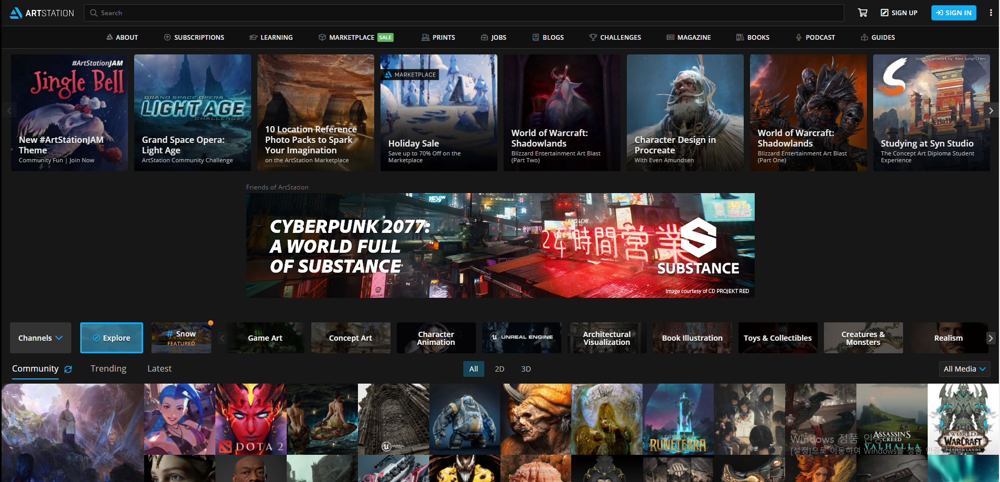 ARTSTATION
Search
SIGN UP
SIGN IN
ABOUT
SUBSCRIPTIONS
LEARNING
MARKETPLACE SALE
PRINTS
JOBS
BLOGS
CHALLENGES
MAGAZINE
BOOKS
PODCAST
GUIDES
#ArtStationJAM
Jingle Bell
New #ArtStationJAM
Theme
Community Fun | Join Now
GRAND SPACE OPERA
LIGHT AGE
CHALLENGE
Grand Space Opera:
Light Age
ArtStation Community Challenge
10 Location Reference
Photo Packs to Spark
Your Imagination
on the ArtStation Marketplace
MARKETPLACE
Holiday Sale
Save up to 70% Off on the
Marketplace
World of Warcraft:
Shadowlands
Blizzard Entertainment Art Blast
(Part Two)
Character Design in
Procreate
With Even Amundsen
World of Warcraft:
Shadowlands
Blizzard Entertainment Art Blast
(Part One)
Student artwork by: Alex Junyi Chen
Studying at Syn Studio
The Concept Art Diploma Student
Experience
Friends of ArtStation
CYBERPUNK 2077:
A WORLD FULL
OF SUBSTANCE
24時間営業
SUBSTANCE
Image courtesy of CD PROJEKT RED
Channels
Explore
# Snow
FEATURED
Game Art
Concept Art
Character
Animation
UNREAL ENGINE
Architectural
Visualization
Book Illustration
Toys & Collectibles
Creatures &
Monsters
Realism
Community
Trending
Latest
All
2D
3D
All Media
DOTA 2
LEGENDS OF
RUNETERRA
ASSASSIN'S
CREED
VALHALLA
WORLD
WARCRAFT
SHADOWLANDS
Windows 정품 인증
[설정]으로 이동하여 Windows를 정품 인증합니다.